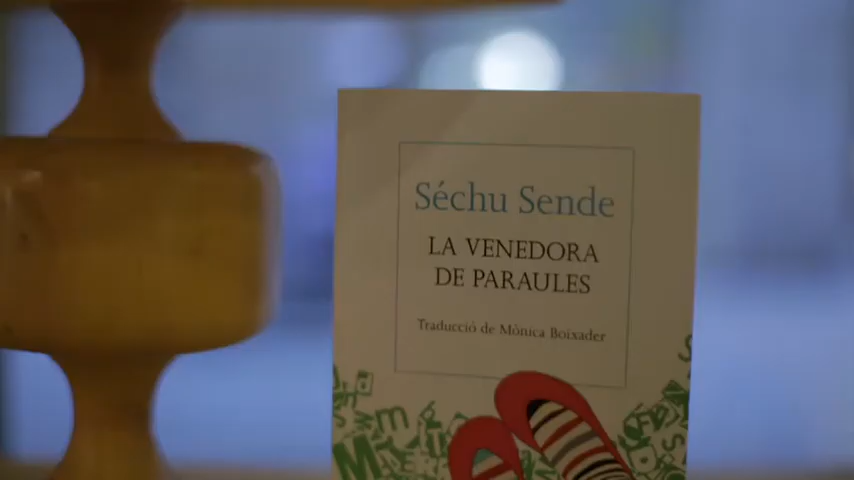 Séchu Sende
LA VENEDORA
DE PARAULES
Traducció de Mònica Boixader